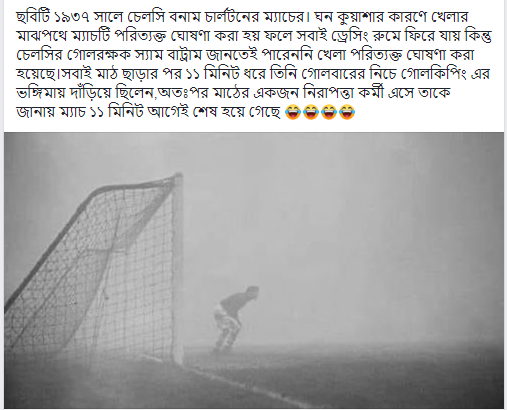 ছবিটি ১৯৩৭ সালে চেলসি বনাম চার্লটনের ম্যাচের। ঘন কুয়াশার কারণে খেলার
মাঝপথে ম্যাচটি পরিত্যক্ত ঘোষণা করা হয় ফলে সবাই ড্রেসিং রুমে ফিরে যায় কিন্তু
চেলসির গোলরক্ষক স্যাম বাট্রাম জানতেই পারেননি খেলা পরিত্যক্ত ঘোষণা করা
হয়েছে।সবাই মাঠ ছাড়ার পর ১১ মিনিট ধরে তিনি গোলবারের নিচে গোলকিপিং এর
ভঙ্গিমায় দাঁড়িয়ে ছিলেন,অতঃপর মাঠের একজন নিরাপত্তা কর্মী এসে তাকে
জানায় ম্যাচ ১১ মিনিট আগেই শেষ হয়ে গেছে 😂😂😂😂